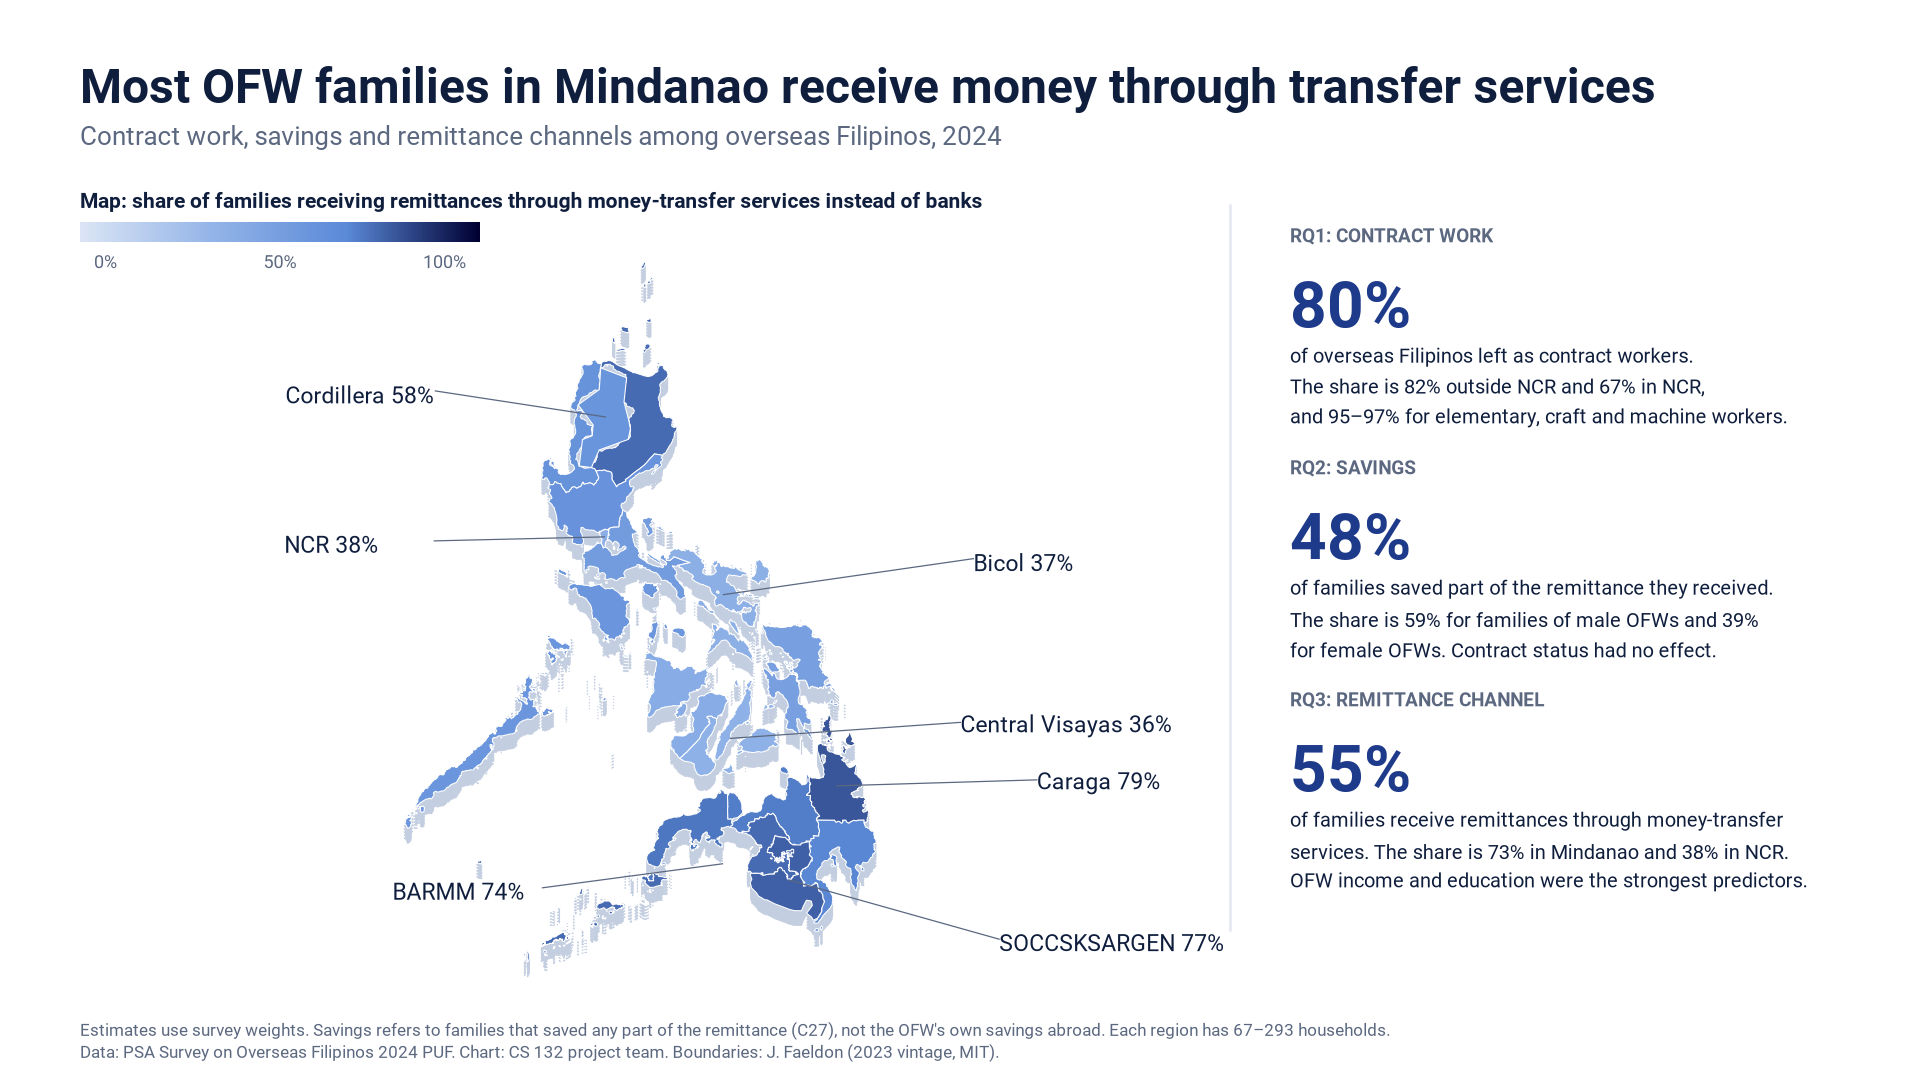 Most OFW families in Mindanao receive money through transfer services
Contract work, savings and remittance channels among overseas Filipinos, 2024
Map: share of families receiving remittances through money-transfer services instead of banks
0% 50% 100%
Cordillera 58%
NCR 38%
Bicol 37%
Central Visayas 36%
Caraga 79%
BARMM 74%
SOCCSKSARGEN 77%
RQ1: CONTRACT WORK
80%
of overseas Filipinos left as contract workers.
The share is 82% outside NCR and 67% in NCR,
and 95–97% for elementary, craft and machine workers.
RQ2: SAVINGS
48%
of families saved part of the remittance they received.
The share is 59% for families of male OFWs and 39%
for female OFWs. Contract status had no effect.
RQ3: REMITTANCE CHANNEL
55%
of families receive remittances through money-transfer
services. The share is 73% in Mindanao and 38% in NCR.
OFW income and education were the strongest predictors.
Estimates use survey weights. Savings refers to families that saved any part of the remittance (C27), not the OFW's own savings abroad. Each region has 67–293 households.
Data: PSA Survey on Overseas Filipinos 2024 PUF. Chart: CS 132 project team. Boundaries: J. Faeldon (2023 vintage, MIT).